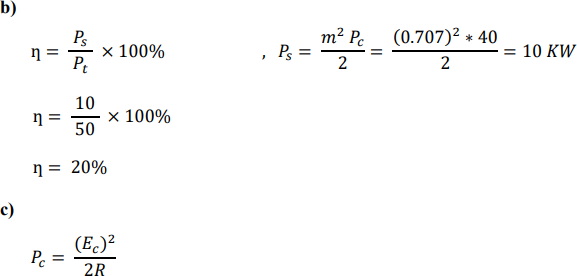 b)
η = P_s / P_t × 100% , P_s = m² P_c / 2 = (0.707)² * 40 / 2 = 10 KW
η = 10 / 50 × 100%
η = 20%
c)
P_c = (E_c)² / 2R